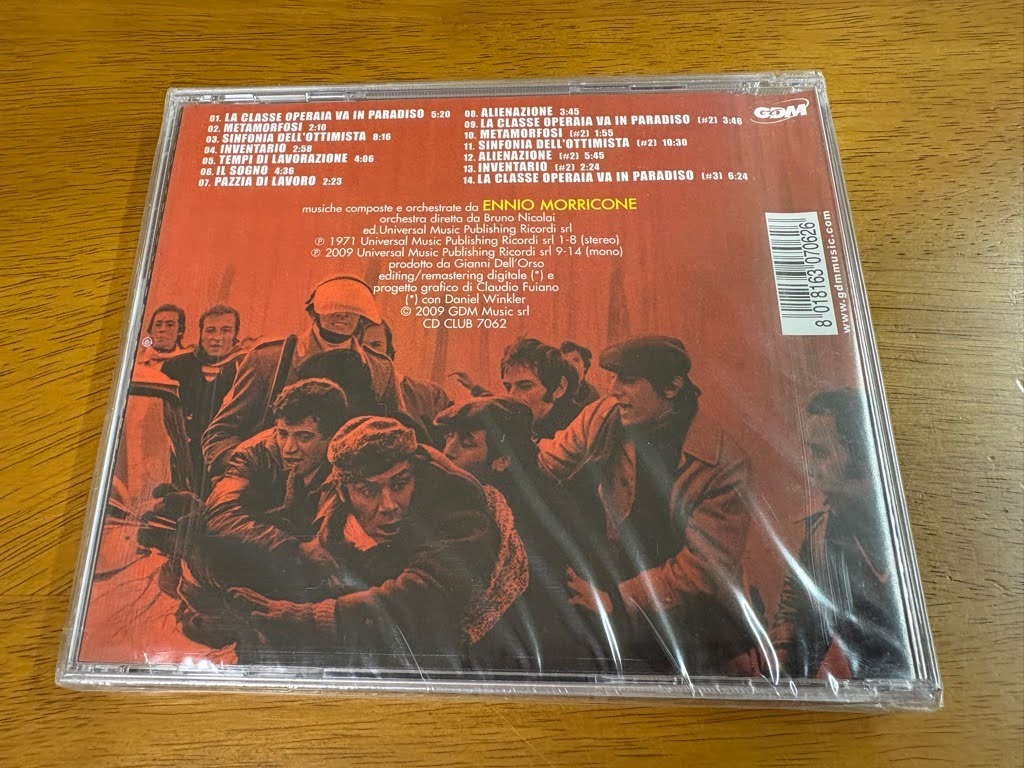 01. LA CLASSE OPERAIA VA IN PARADISO 5:20
02. METAMORFOSI 2:10
03. SINFONIA DELL'OTTIMISTA 8:16
04. INVENTARIO 2:58
05. TEMPI DI LAVORAZIONE 4:06
06. IL SOGNO 4:36
07. PAZZIA DI LAVORO 2:23
08. ALIENAZIONE 3:45
09. LA CLASSE OPERAIA VA IN PARADISO (#2) 3:46
10. METAMORFOSI (#2) 1:55
11. SINFONIA DELL'OTTIMISTA (#2) 10:30
12. ALIENAZIONE (#2) 5:45
13. INVENTARIO (#2) 2:24
14. LA CLASSE OPERAIA VA IN PARADISO (#3) 6:24
GDM
musiche composte e orchestrate da ENNIO MORRICONE
orchestra diretta da Bruno Nicolai
ed.Universal Music Publishing Ricordi srl
℗ 1971 Universal Music Publishing Ricordi srl 1-8 (stereo)
℗ 2009 Universal Music Publishing Ricordi srl 9-14 (mono)
prodotto da Gianni Dell'Orso
editing/remastering digitale (*) e
progetto grafico di Claudio Fuiano
(*) con Daniel Winkler
© 2009 GDM Music srl
CD CLUB 7062
8 018163 070626
www.gdmmusic.com